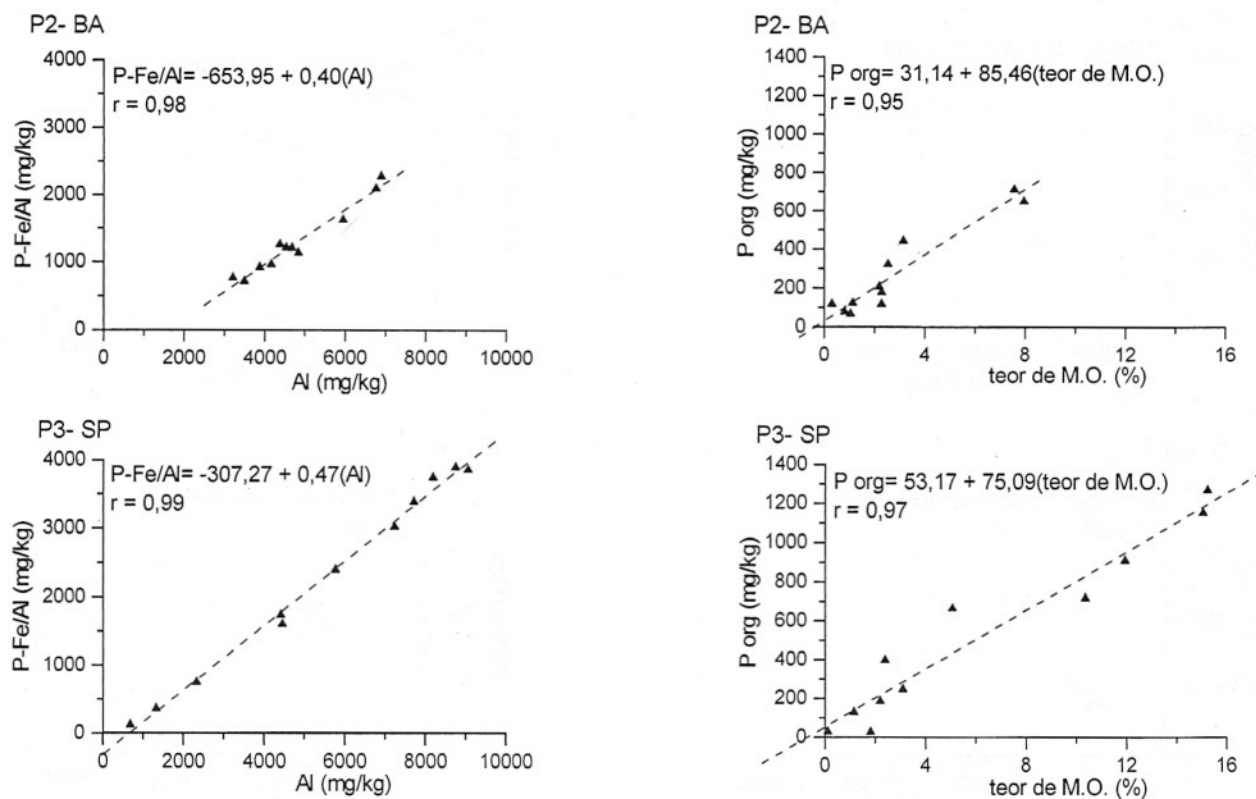 P2- BA
P-Fe/Al= -653,95 + 0,40(Al)
r = 0,98
P-Fe/Al (mg/kg)
4000
3000
2000
1000
0
0 2000 4000 6000 8000 10000
Al (mg/kg)
P2- BA
P org= 31,14 + 85,46(teor de M.O.)
r = 0,95
P org (mg/kg)
1400
1200
1000
800
600
400
200
0
0 4 8 12 16
teor de M.O. (%)
P3- SP
P-Fe/Al= -307,27 + 0,47(Al)
r = 0,99
P-Fe/Al (mg/kg)
4000
3000
2000
1000
0
0 2000 4000 6000 8000 10000
Al (mg/kg)
P3- SP
P org= 53,17 + 75,09(teor de M.O.)
r = 0,97
P org (mg/kg)
1400
1200
1000
800
600
400
200
0
0 4 8 12 16
teor de M.O. (%)